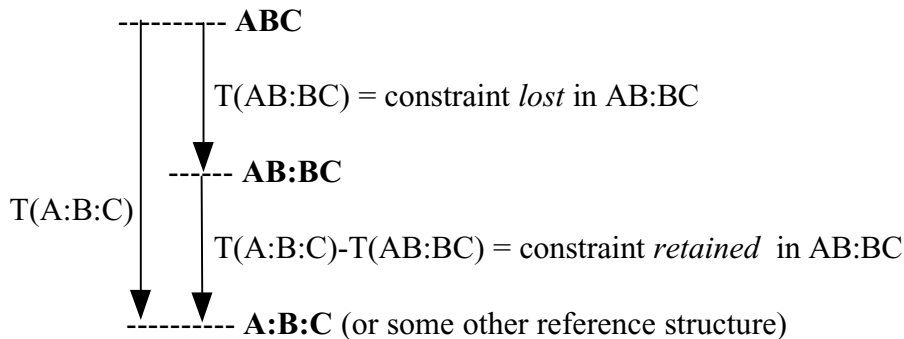 ABC
T(AB:BC) = constraint lost in AB:BC
AB:BC
T(A:B:C)
T(A:B:C)-T(AB:BC) = constraint retained in AB:BC
A:B:C (or some other reference structure)